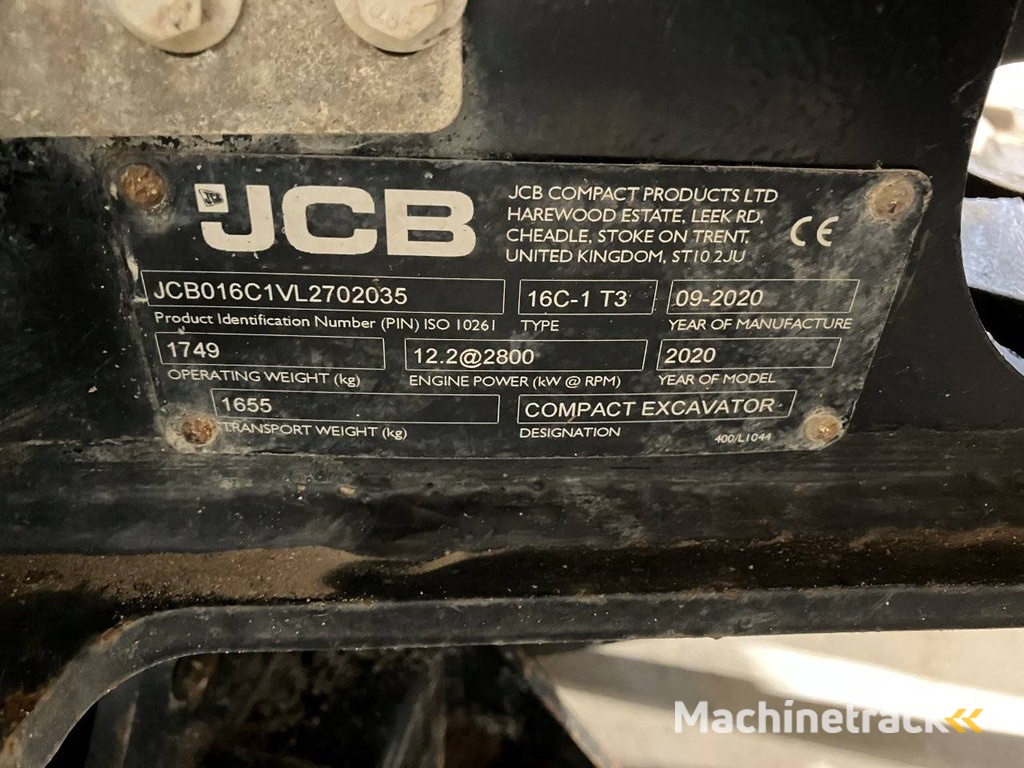 JCB
JCB COMPACT PRODUCTS LTD
HAREWOOD ESTATE, LEEK RD,
CHEADLE, STOKE ON TRENT,
UNITED KINGDOM, ST10 2JU
CE
JCB016C1VL2702035
Product Identification Number (PIN) ISO 10261
16C-1 T3
TYPE
09-2020
YEAR OF MANUFACTURE
1749
OPERATING WEIGHT (kg)
12.2@2800
ENGINE POWER (kW @ RPM)
2020
YEAR OF MODEL
1655
TRANSPORT WEIGHT (kg)
COMPACT EXCAVATOR
DESIGNATION
400/L1044
Machinetrack